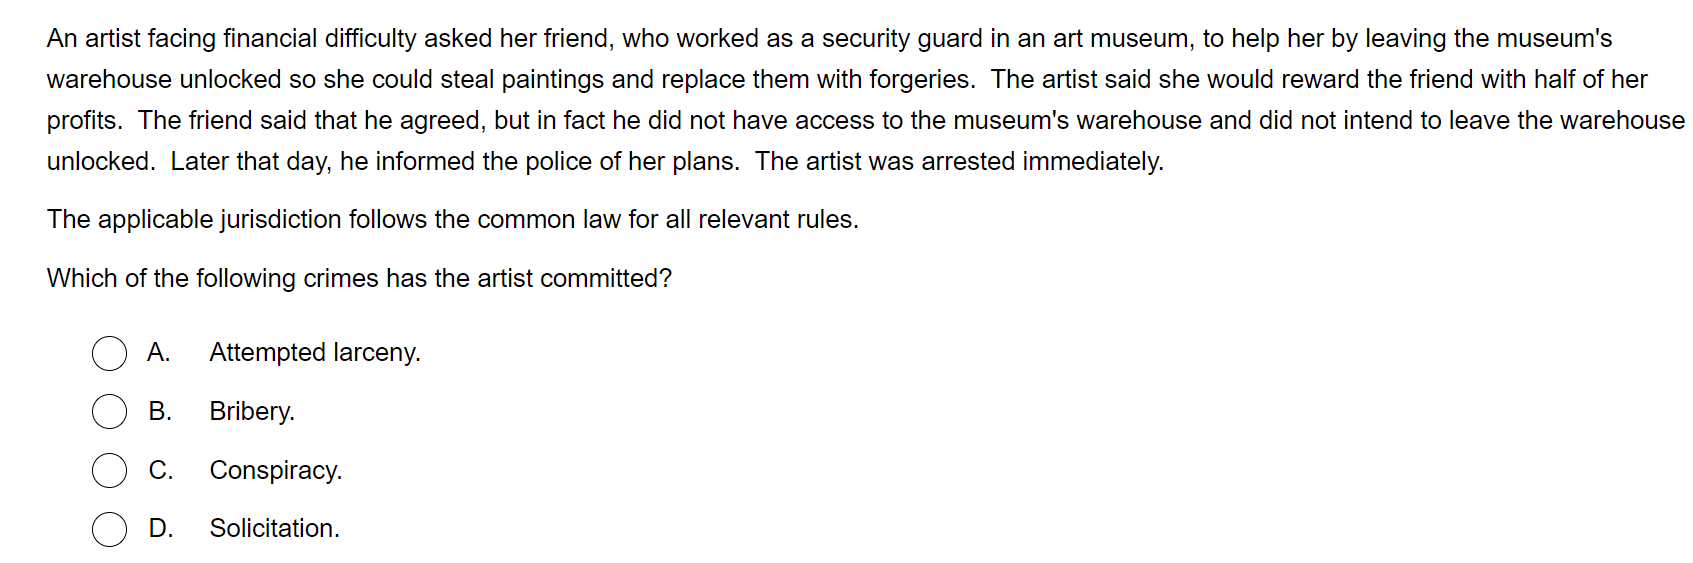 An artist facing financial difficulty asked her friend, who worked as a security guard in an art museum, to help her by leaving the museum's
warehouse unlocked so she could steal paintings and replace them with forgeries.  The artist said she would reward the friend with half of her
profits.  The friend said that he agreed, but in fact he did not have access to the museum's warehouse and did not intend to leave the warehouse
unlocked.  Later that day, he informed the police of her plans.  The artist was arrested immediately.
The applicable jurisdiction follows the common law for all relevant rules.
Which of the following crimes has the artist committed?
A. Attempted larceny.
B. Bribery.
C. Conspiracy.
D. Solicitation.